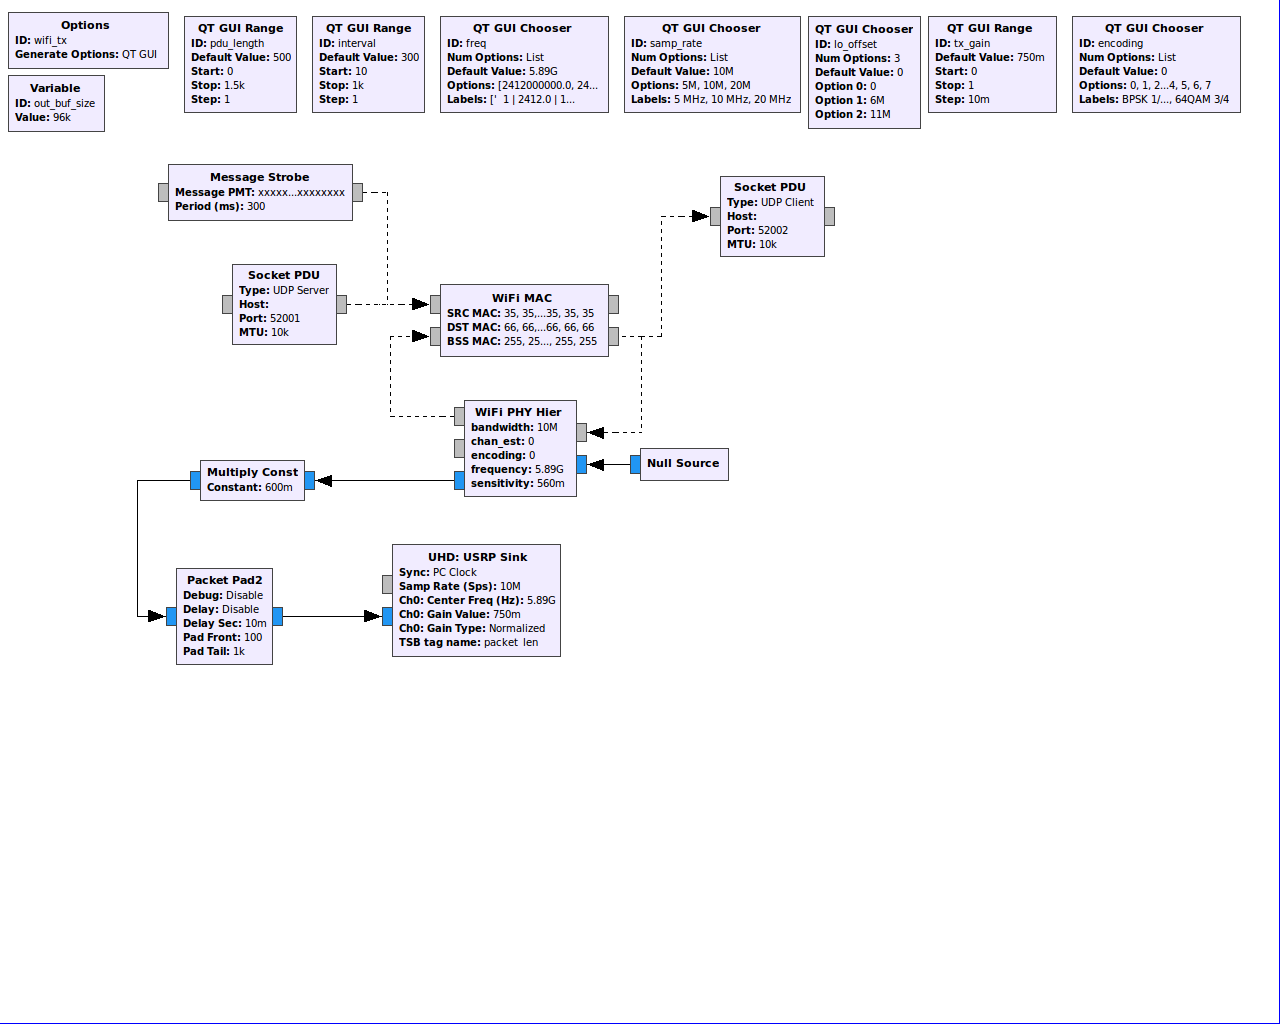 Options
ID: wifi_tx
Generate Options: QT GUI
Variable
ID: out_buf_size
Value: 96k
QT GUI Range
ID: pdu_length
Default Value: 500
Start: 0
Stop: 1.5k
Step: 1
QT GUI Range
ID: interval
Default Value: 300
Start: 10
Stop: 1k
Step: 1
QT GUI Chooser
ID: freq
Num Options: List
Default Value: 5.89G
Options: [2412000000.0, 24...
Labels: [' 1 | 2412.0 | 1...
QT GUI Chooser
ID: samp_rate
Num Options: List
Default Value: 10M
Options: 5M, 10M, 20M
Labels: 5 MHz, 10 MHz, 20 MHz
QT GUI Chooser
ID: lo_offset
Num Options: 3
Default Value: 0
Option 0: 0
Option 1: 6M
Option 2: 11M
QT GUI Range
ID: tx_gain
Default Value: 750m
Start: 0
Stop: 1
Step: 10m
QT GUI Chooser
ID: encoding
Num Options: List
Default Value: 0
Options: 0, 1, 2...4, 5, 6, 7
Labels: BPSK 1/..., 64QAM 3/4
Message Strobe
Message PMT: xxxxx...xxxxxxxx
Period (ms): 300
Socket PDU
Type: UDP Client
Host:
Port: 52002
MTU: 10k
Socket PDU
Type: UDP Server
Host:
Port: 52001
MTU: 10k
WiFi MAC
SRC MAC: 35, 35,...35, 35, 35
DST MAC: 66, 66,...66, 66, 66
BSS MAC: 255, 25..., 255, 255
WiFi PHY Hier
bandwidth: 10M
chan_est: 0
encoding: 0
frequency: 5.89G
sensitivity: 560m
Null Source
Multiply Const
Constant: 600m
Packet Pad2
Debug: Disable
Delay: Disable
Delay Sec: 10m
Pad Front: 100
Pad Tail: 1k
UHD: USRP Sink
Sync: PC Clock
Samp Rate (Sps): 10M
Ch0: Center Freq (Hz): 5.89G
Ch0: Gain Value: 750m
Ch0: Gain Type: Normalized
TSB tag name: packet_len